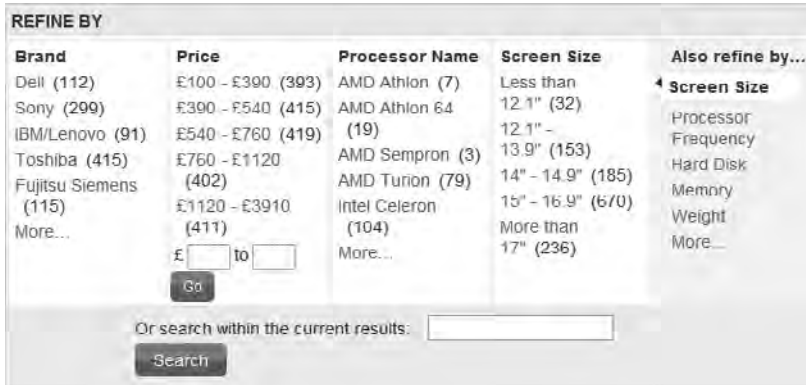 REFINE BY
Brand
Dell (112)
Sony (299)
IBM/Lenovo (91)
Toshiba (415)
Fujitsu Siemens
(115)
More...
Price
£100 - £390 (393)
£390 - £540 (415)
£540 - £760 (419)
£760 - £1120
(402)
£1120 - £3910
(411)
£ to
Go
Processor Name
AMD Athlon (7)
AMD Athlon 64
(19)
AMD Sempron (3)
AMD Turion (79)
Intel Celeron
(104)
More...
Screen Size
Less than
12.1" (32)
12.1" -
13.9" (153)
14" - 14.9" (185)
15" - 16.9" (670)
More than
17" (236)
Also refine by...
Screen Size
Processor
Frequency
Hard Disk
Memory
Weight
More...
Or search within the current results:
Search